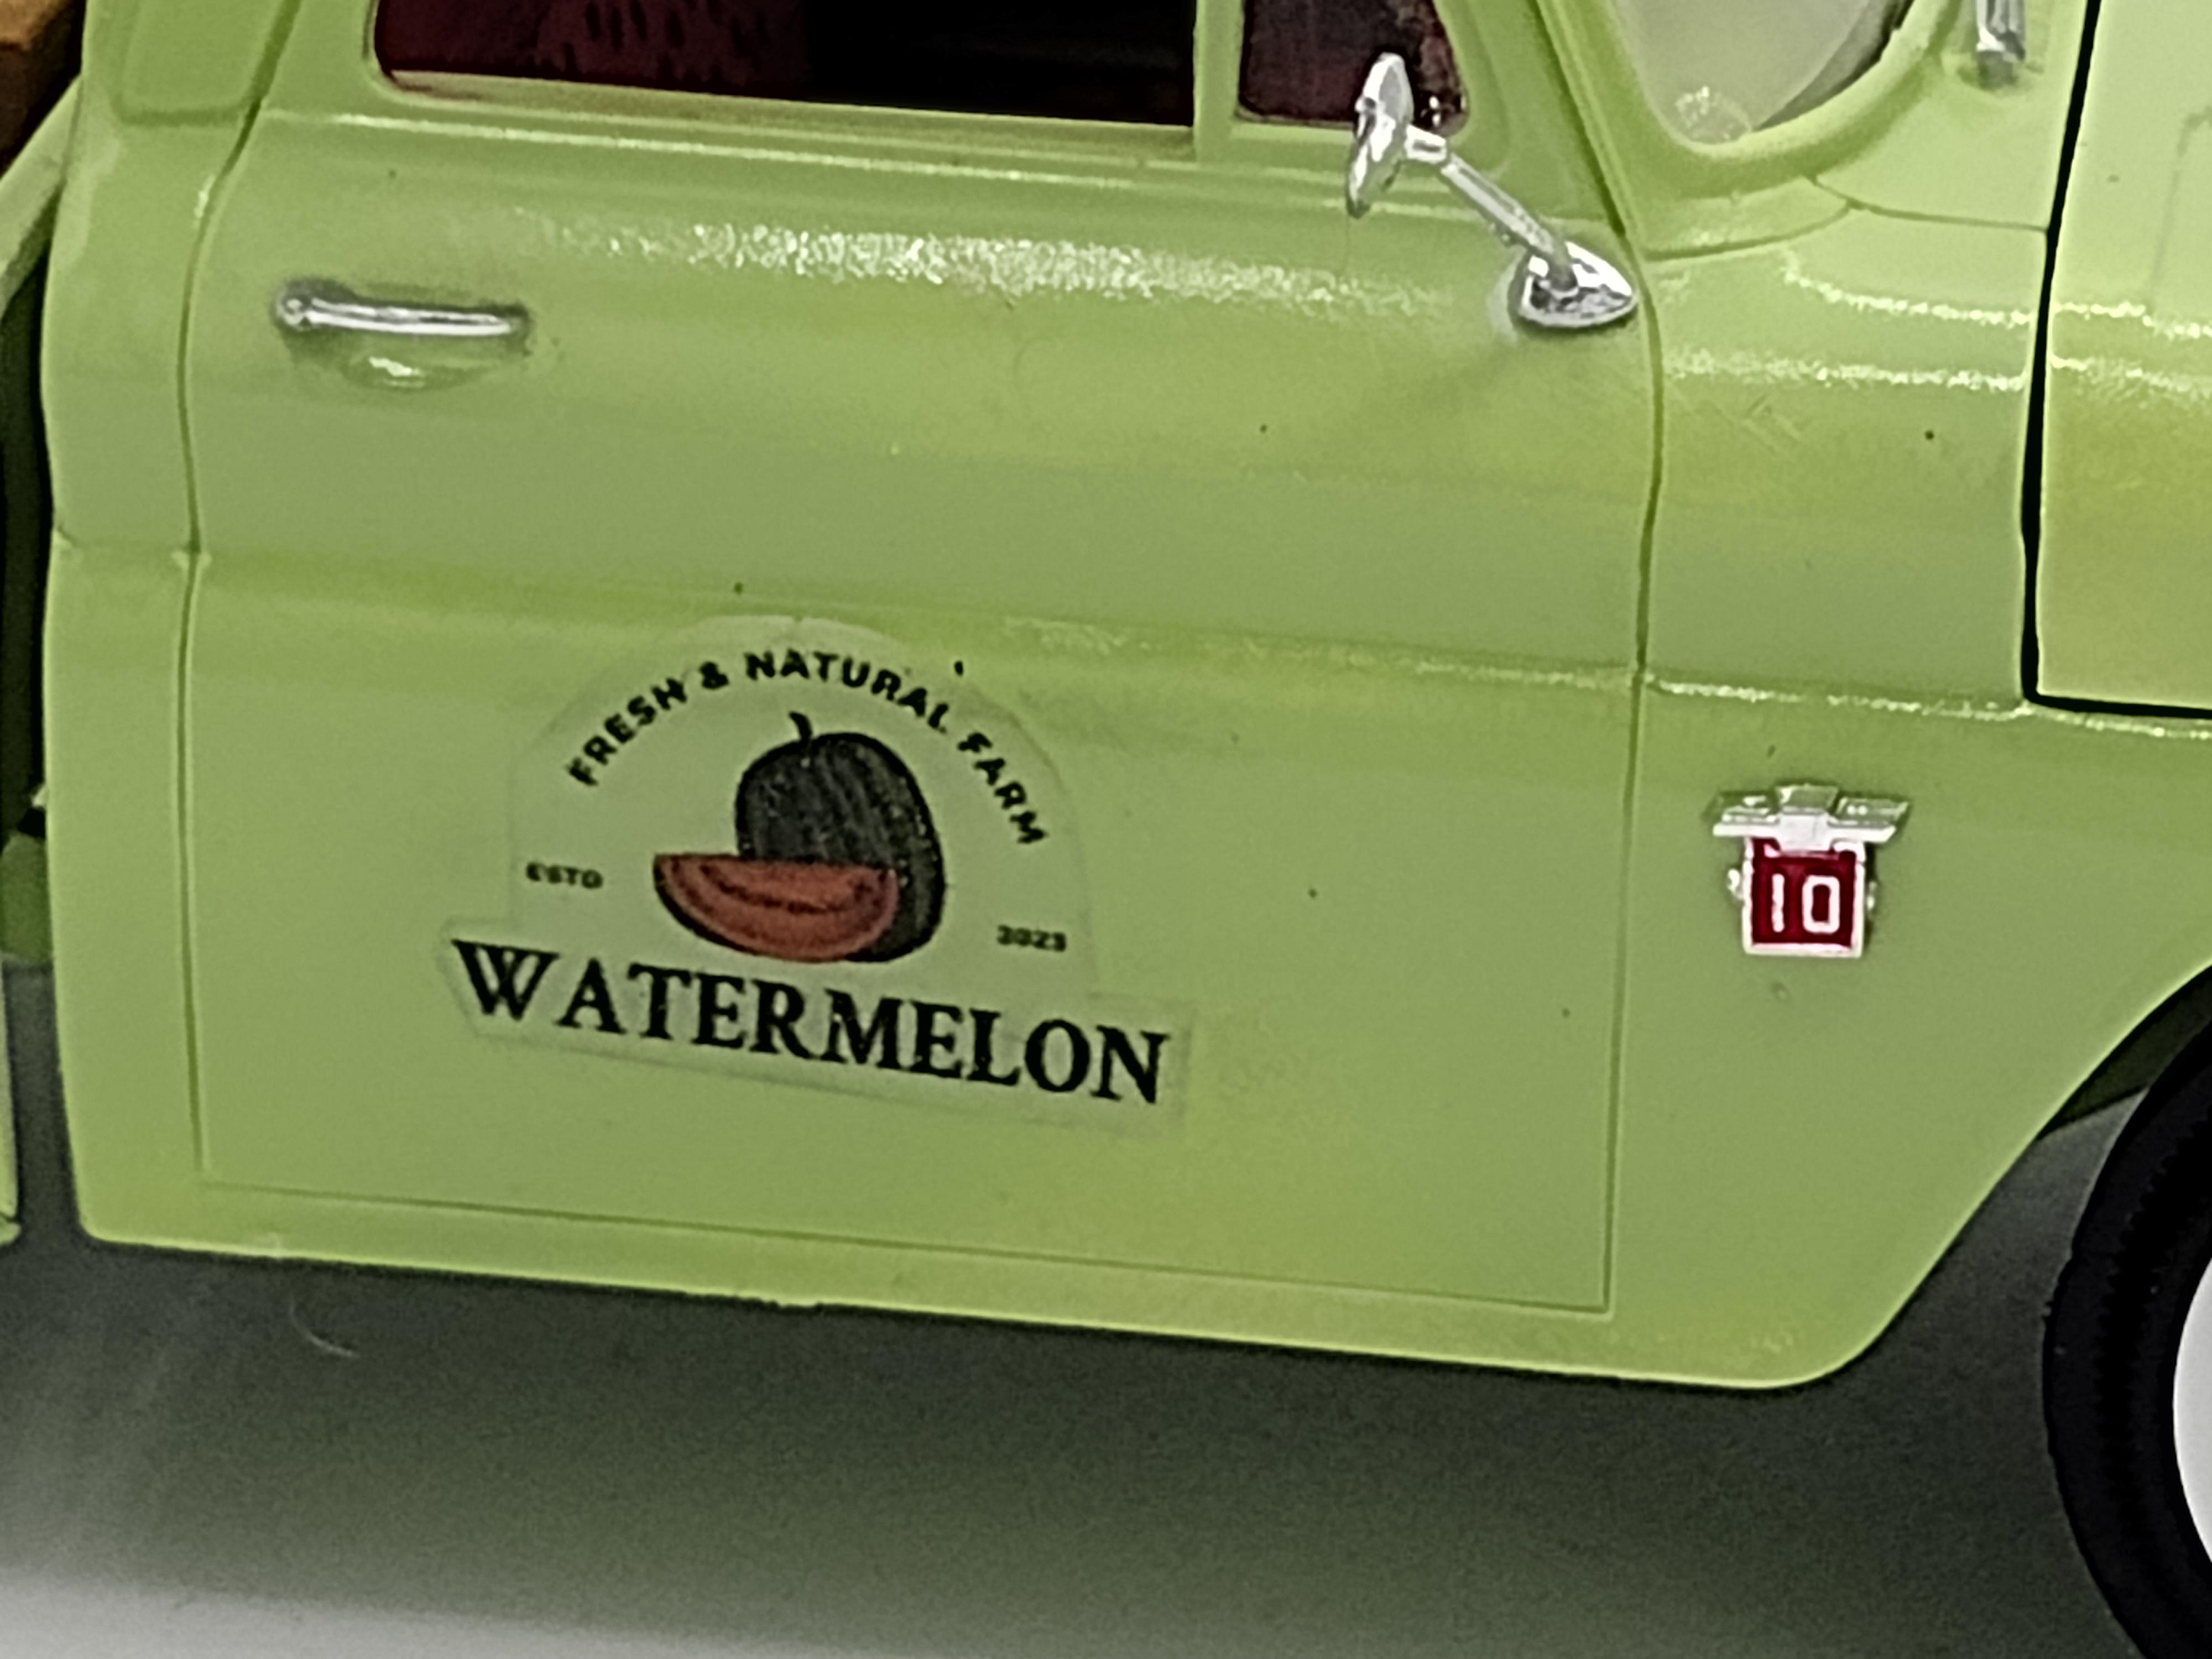 FRESH & NATURAL FARM
ESTD 2023
WATERMELON
10